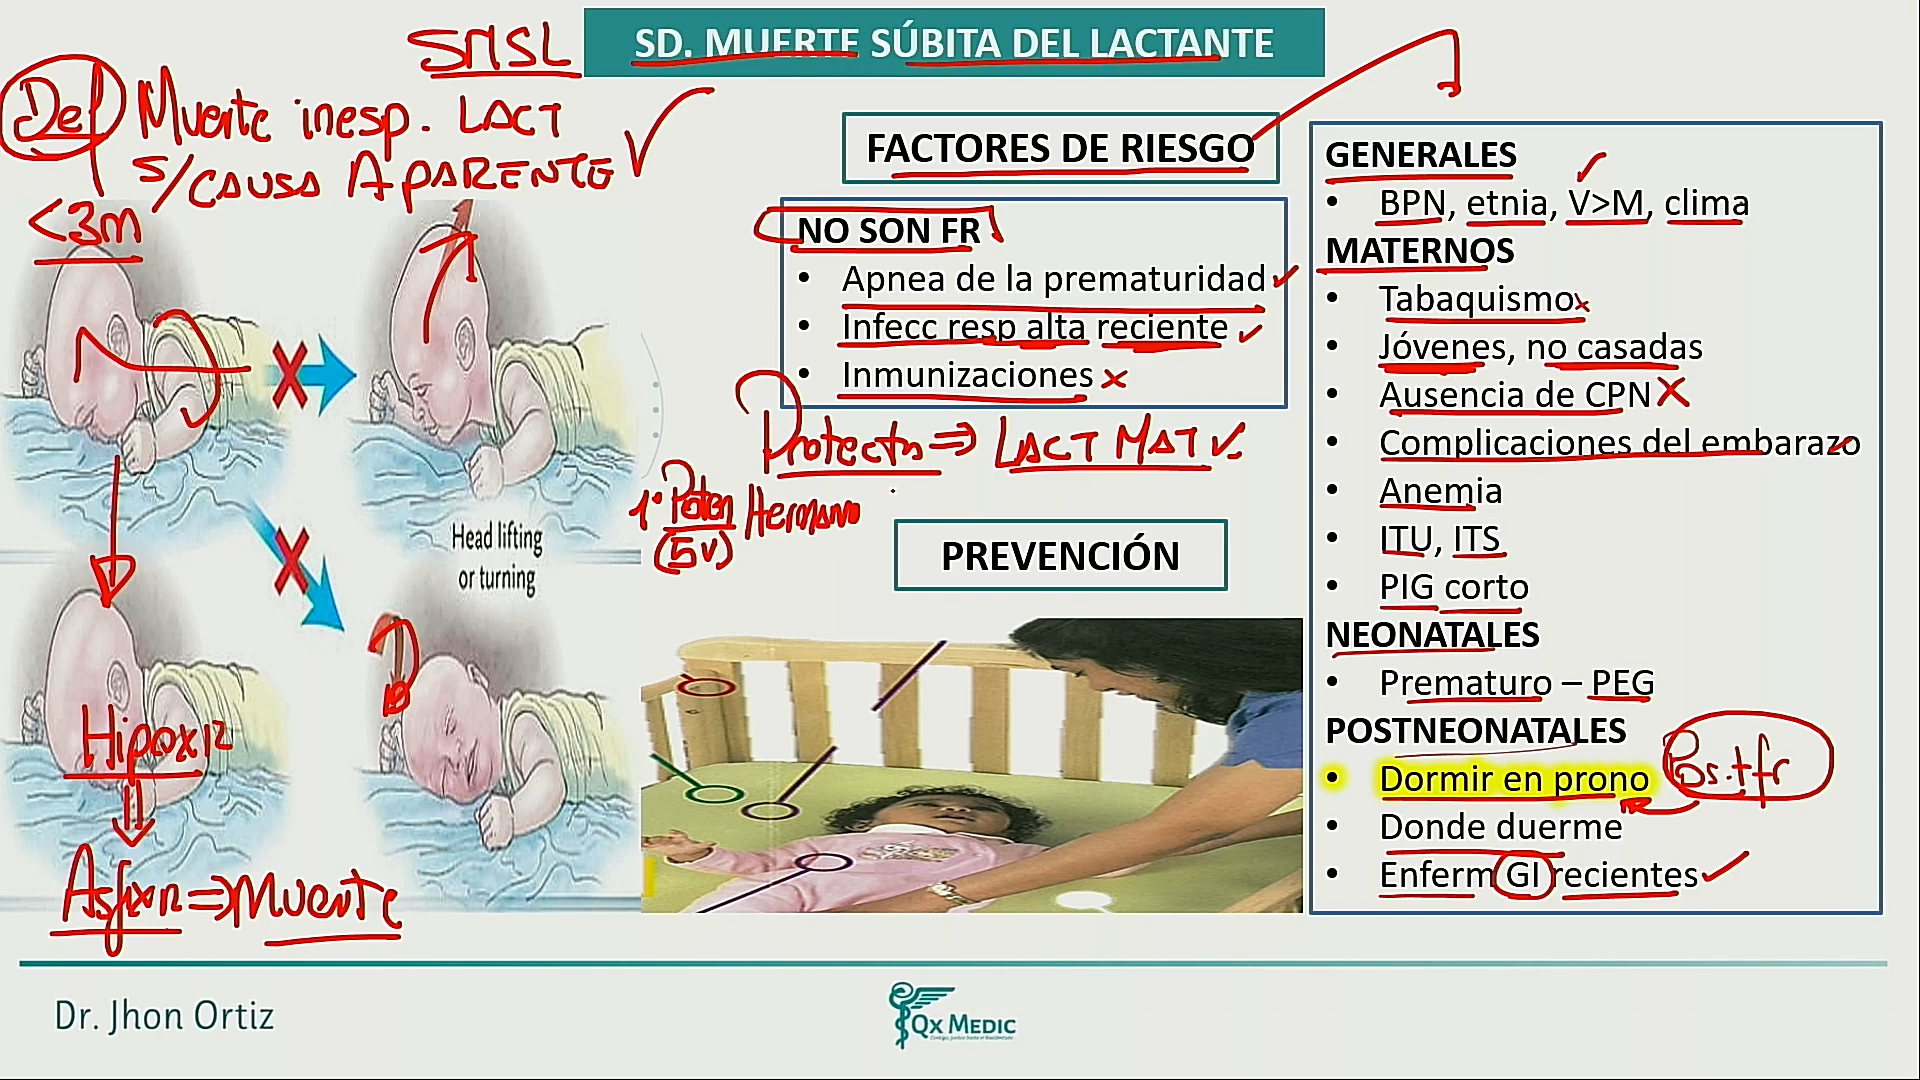 SMSL
SD. MUERTE SÚBITA DEL LACTANTE
Def Muerte inesp. LACT
S/CAUSA APARENTE
<3m
Head lifting
or turning
Hipoxia
Asfixia ⇒ Muerte
FACTORES DE RIESGO
NO SON FR
• Apnea de la prematuridad
• Infecc resp alta reciente
• Inmunizaciones
Protector ⇒ LACT MAT
Hermano
(5v)
PREVENCIÓN
GENERALES
• BPN, etnia, V>M, clima
MATERNOS
• Tabaquismo
• Jóvenes, no casadas
• Ausencia de CPN
• Complicaciones del embarazo
• Anemia
• ITU, ITS
• PIG corto
NEONATALES
• Prematuro – PEG
POSTNEONATALES
• Dormir en prono
• Donde duerme
• Enferm GI recientes
Dr. Jhon Ortiz
QX MEDIC